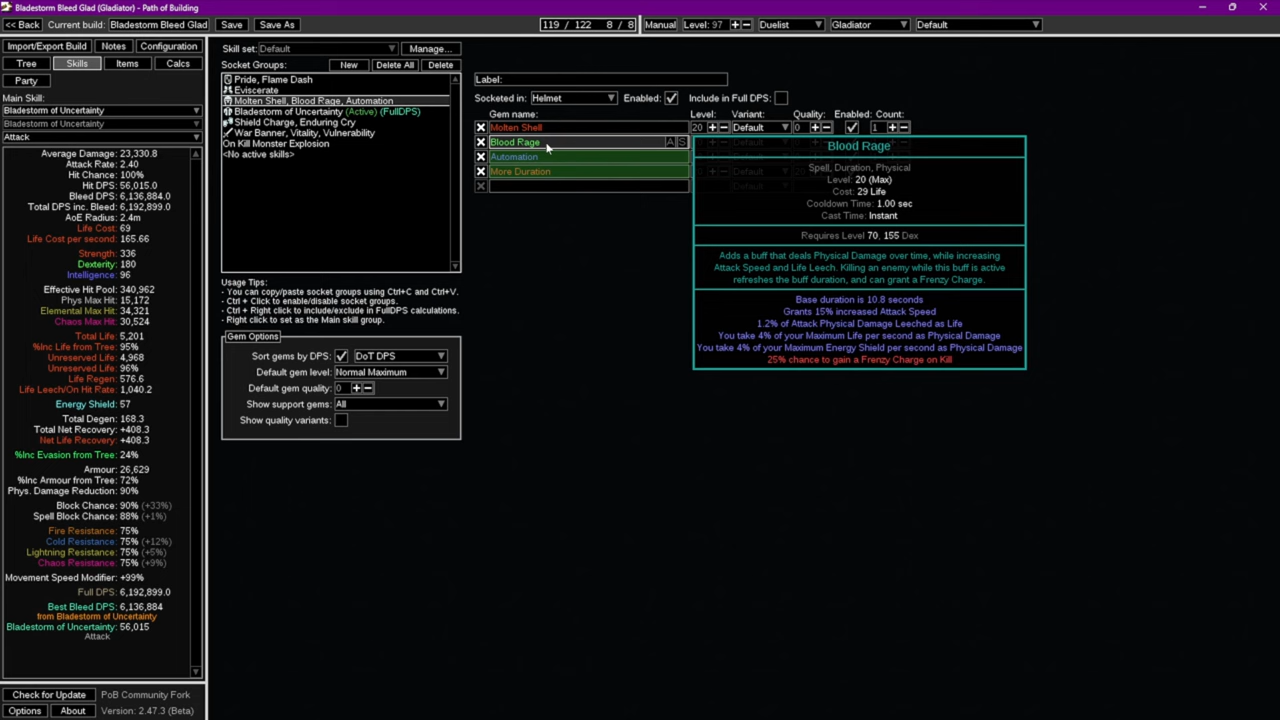 Bladestorm Bleed Glad (Gladiator) - Path of Building
<< Back Current build: Bladestorm Bleed Glad Save Save As 119 / 122 8 / 8 Manual Level: 97 + - Duelist Gladiator Default
Import/Export Build Notes Configuration
Tree Skills Items Calcs
Party
Main Skill:
Bladestorm of Uncertainty
Bladestorm of Uncertainty
Attack
Average Damage: 23,330.8
Attack Rate: 2.40
Hit Chance: 100%
Hit DPS: 56,015.0
Bleed DPS: 6,136,884.0
Total DPS inc. Bleed: 6,192,899.0
AoE Radius: 2.4m
Life Cost: 69
Life Cost per second: 165.66
Strength: 336
Dexterity: 180
Intelligence: 96
Effective Hit Pool: 340,962
Phys Max Hit: 15,172
Elemental Max Hit: 34,321
Chaos Max Hit: 30,524
Total Life: 5,201
%Inc Life from Tree: 95%
Unreserved Life: 4,968
Unreserved Life: 96%
Life Regen: 576.6
Life Leech/On Hit Rate: 1,040.2
Energy Shield: 57
Total Degen: 168.3
Total Net Recovery: +408.3
Net Life Recovery: +408.3
%Inc Evasion from Tree: 24%
Armour: 26,629
%Inc Armour from Tree: 72%
Phys. Damage Reduction: 90%
Block Chance: 90% (+33%)
Spell Block Chance: 88% (+1%)
Fire Resistance: 75%
Cold Resistance: 75% (+12%)
Lightning Resistance: 75% (+5%)
Chaos Resistance: 75% (+9%)
Movement Speed Modifier: +99%
Full DPS: 6,192,899.0
Best Bleed DPS: 6,136,884
from Bladestorm of Uncertainty
Bladestorm of Uncertainty: 56,015
Attack
Check for Update PoB Community Fork
Options About Version: 2.47.3 (Beta)
Skill set: Default Manage...
Socket Groups: New Delete All Delete
Pride, Flame Dash
Eviscerate
Molten Shell, Blood Rage, Automation
Bladestorm of Uncertainty (Active) (FullDPS)
Shield Charge, Enduring Cry
War Banner, Vitality, Vulnerability
On Kill Monster Explosion
<No active skills>
Usage Tips:
- You can copy/paste socket groups using Ctrl+C and Ctrl+V.
- Ctrl + Click to enable/disable socket groups.
- Ctrl + Right click to include/exclude in FullDPS calculations.
- Right click to set as the Main skill group.
Gem Options
Sort gems by DPS: DoT DPS
Default gem level: Normal Maximum
Default gem quality: 0 + -
Show support gems: All
Show quality variants:
Label:
Socketed in: Helmet Enabled: Include in Full DPS:
Gem name: Level: Variant: Quality: Enabled: Count:
Molten Shell 20 + - Default 0 + - 1 + -
Blood Rage A S
Automation
More Duration
Blood Rage
Spell, Duration, Physical
Level: 20 (Max)
Cost: 29 Life
Cooldown Time: 1.00 sec
Cast Time: Instant
Requires Level 70, 155 Dex
Adds a buff that deals Physical Damage over time, while increasing
Attack Speed and Life Leech. Killing an enemy while this buff is active
refreshes the buff duration, and can grant a Frenzy Charge.
Base duration is 10.8 seconds
Grants 15% increased Attack Speed
1.2% of Attack Physical Damage Leeched as Life
You take 4% of your Maximum Life per second as Physical Damage
You take 4% of your Maximum Energy Shield per second as Physical Damage
25% chance to gain a Frenzy Charge on Kill